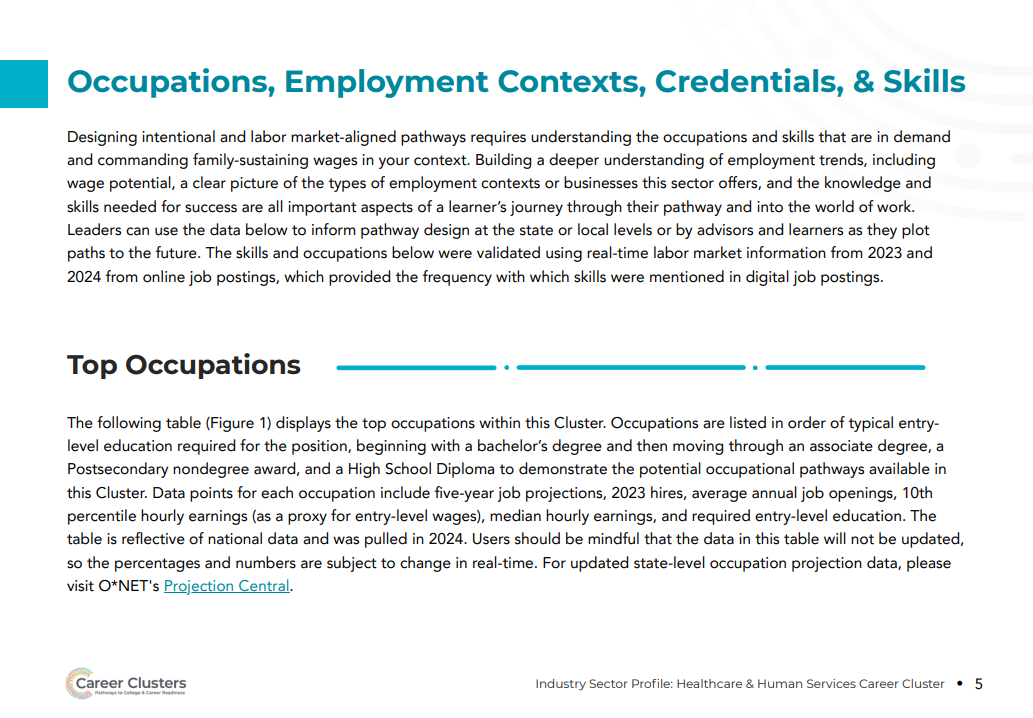 Occupations, Employment Contexts, Credentials, & Skills
Designing intentional and labor market-aligned pathways requires understanding the occupations and skills that are in demand
and commanding family-sustaining wages in your context. Building a deeper understanding of employment trends, including
wage potential, a clear picture of the types of employment contexts or businesses this sector offers, and the knowledge and
skills needed for success are all important aspects of a learner’s journey through their pathway and into the world of work.
Leaders can use the data below to inform pathway design at the state or local levels or by advisors and learners as they plot
paths to the future. The skills and occupations below were validated using real-time labor market information from 2023 and
2024 from online job postings, which provided the frequency with which skills were mentioned in digital job postings.
Top Occupations
The following table (Figure 1) displays the top occupations within this Cluster. Occupations are listed in order of typical entry-
level education required for the position, beginning with a bachelor’s degree and then moving through an associate degree, a
Postsecondary nondegree award, and a High School Diploma to demonstrate the potential occupational pathways available in
this Cluster. Data points for each occupation include five-year job projections, 2023 hires, average annual job openings, 10th
percentile hourly earnings (as a proxy for entry-level wages), median hourly earnings, and required entry-level education. The
table is reflective of national data and was pulled in 2024. Users should be mindful that the data in this table will not be updated,
so the percentages and numbers are subject to change in real-time. For updated state-level occupation projection data, please
visit O*NET's Projection Central.
Career Clusters
Pathways to College & Career Readiness
Industry Sector Profile: Healthcare & Human Services Career Cluster • 5